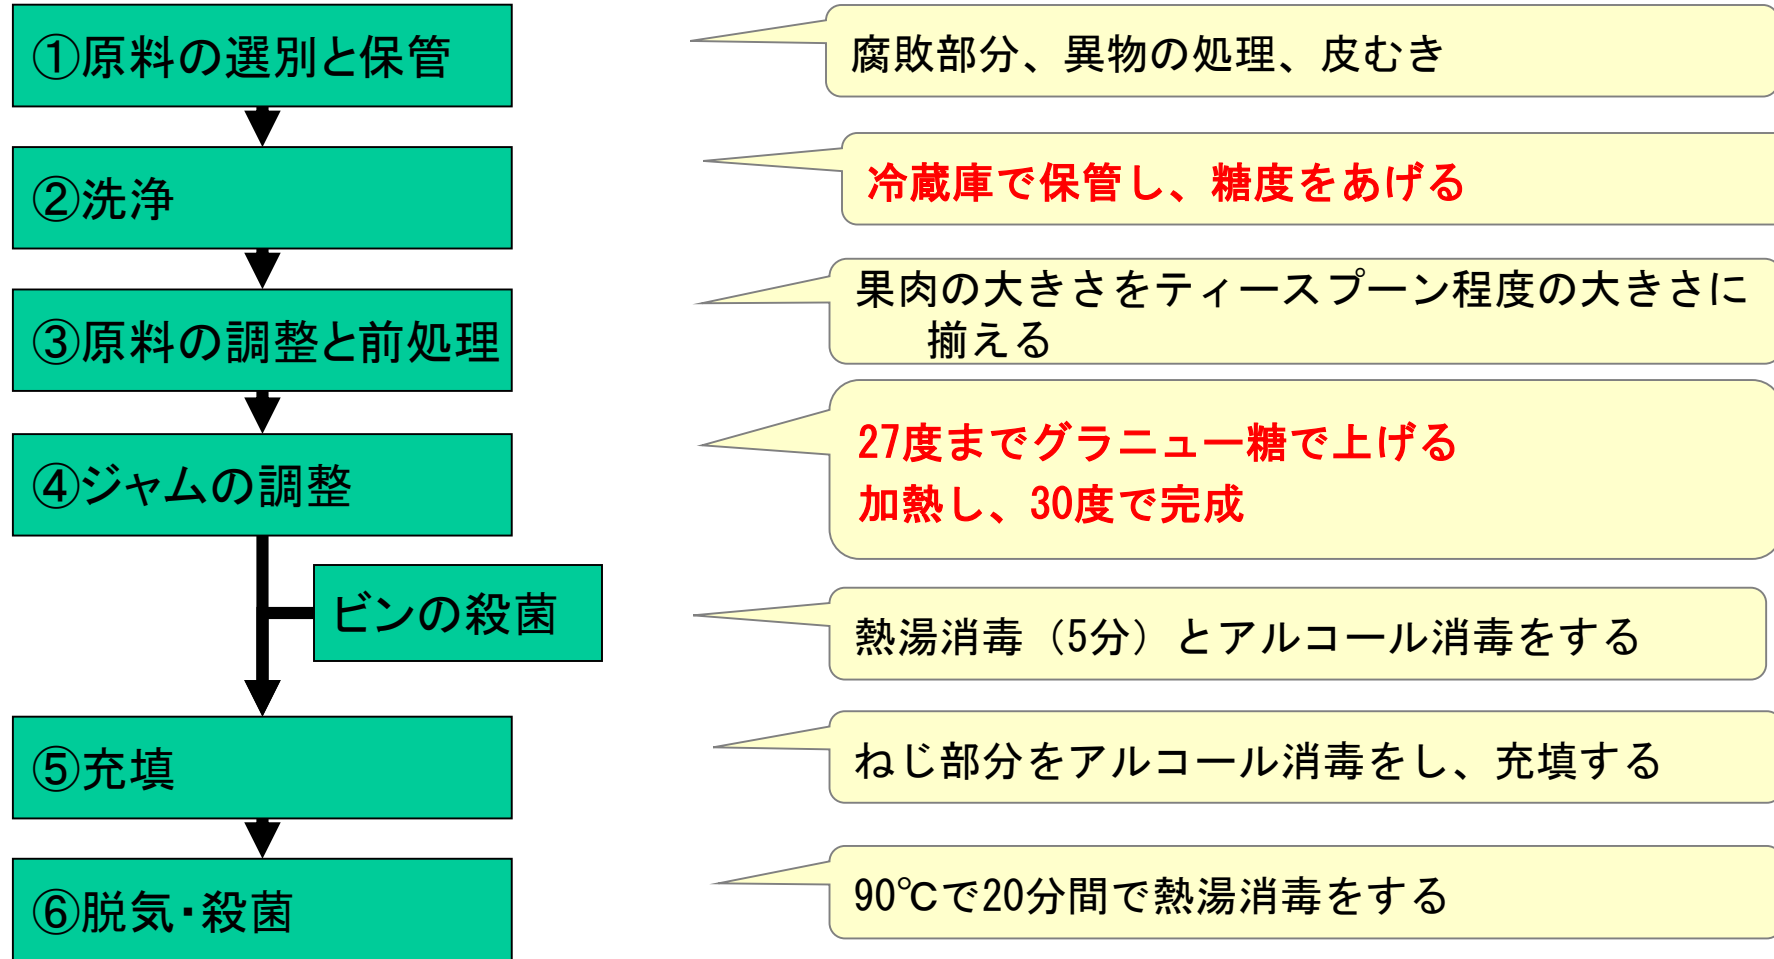 ①原料の選別と保管
腐敗部分、異物の処理、皮むき
②洗浄
冷蔵庫で保管し、糖度をあげる
③原料の調整と前処理
果肉の大きさをティースプーン程度の大きさに
揃える
④ジャムの調整
27度までグラニュー糖で上げる
加熱し、30度で完成
ビンの殺菌
熱湯消毒（5分）とアルコール消毒をする
⑤充填
ねじ部分をアルコール消毒をし、充填する
⑥脱気・殺菌
90℃で20分間で熱湯消毒をする